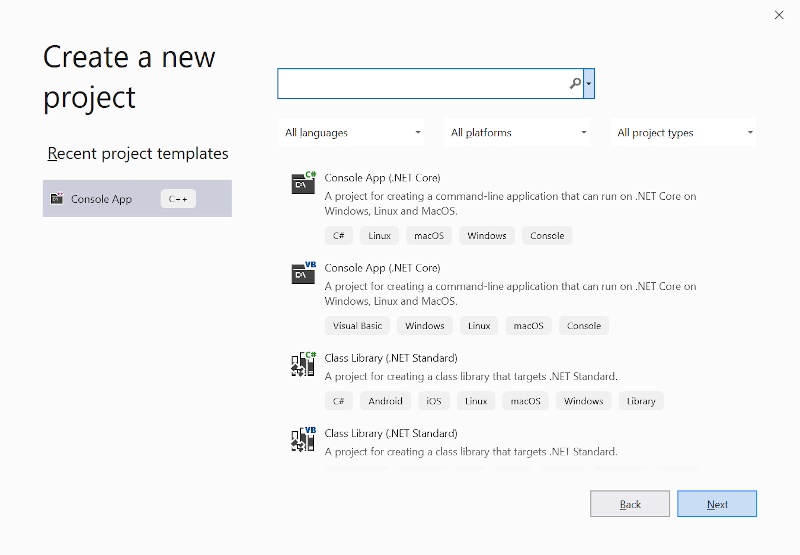 Create a new
project
Recent project templates
Console App C++
All languages All platforms All project types
C#
Console App (.NET Core)
A project for creating a command-line application that can run on .NET Core on
Windows, Linux and MacOS.
C# Linux macOS Windows Console
VB
Console App (.NET Core)
A project for creating a command-line application that can run on .NET Core on
Windows, Linux and MacOS.
Visual Basic Windows Linux macOS Console
C#
Class Library (.NET Standard)
A project for creating a class library that targets .NET Standard.
C# Android iOS Linux macOS Windows Library
VB
Class Library (.NET Standard)
A project for creating a class library that targets .NET Standard.
Back Next